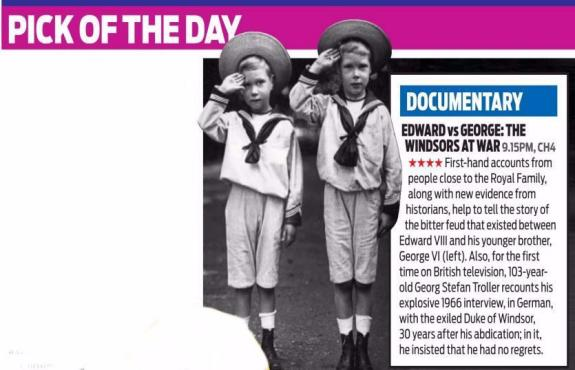 PICK OF THE DAY
DOCUMENTARY
EDWARD vs GEORGE: THE
WINDSORS AT WAR 9.15PM, CH4
★★★★ First-hand accounts from
people close to the Royal Family,
along with new evidence from
historians, help to tell the story of
the bitter feud that existed between
Edward VIII and his younger brother,
George VI (left). Also, for the first
time on British television, 103-year-
old Georg Stefan Troller recounts his
explosive 1966 interview, in German,
with the exiled Duke of Windsor,
30 years after his abdication; in it,
he insisted that he had no regrets.